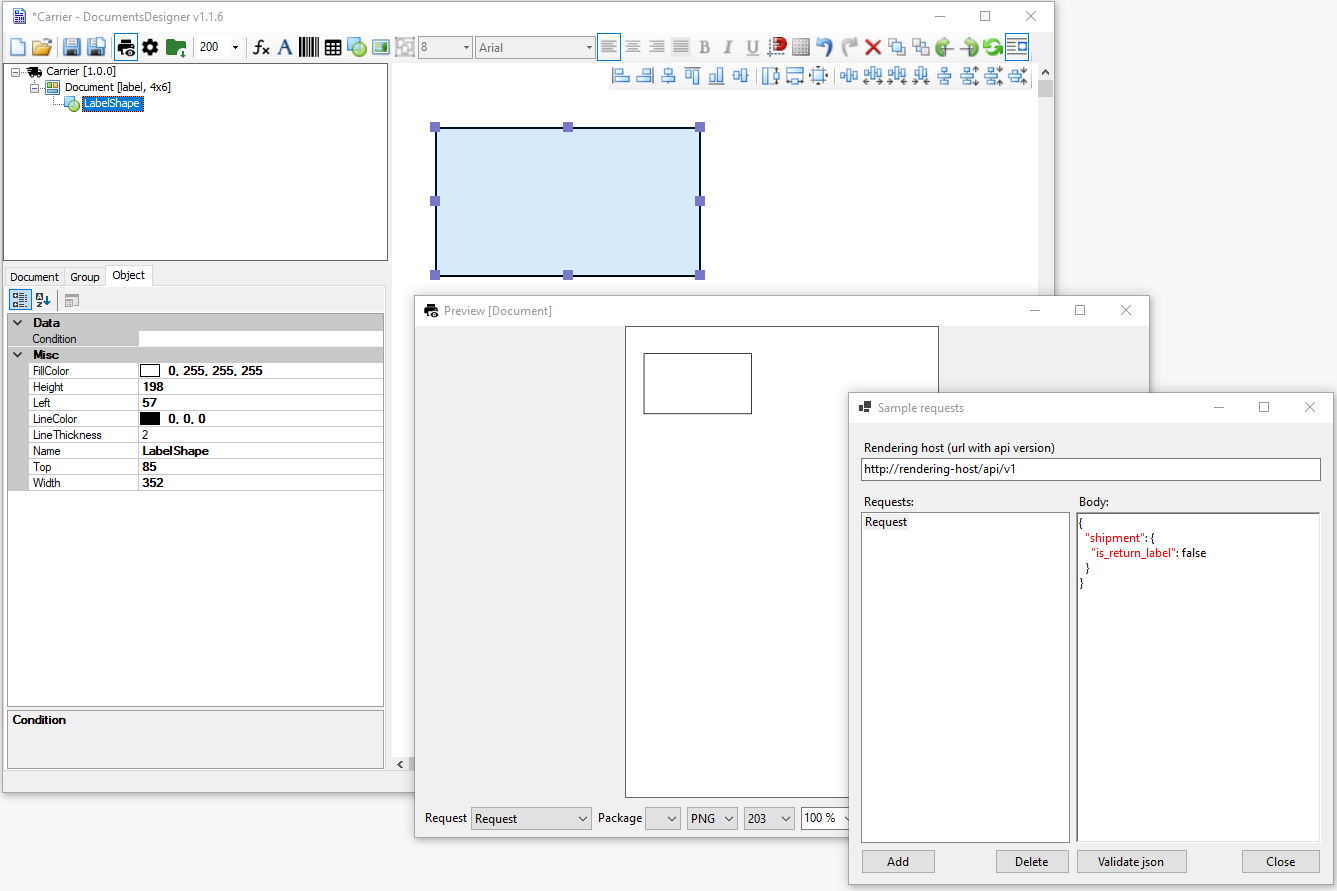 *Carrier - DocumentsDesigner v1.1.6
200
fx
A
8
Arial
B
I
U
Carrier [1.0.0]
Document [label, 4x6]
LabelShape
Document
Group
Object
Data
Condition
Misc
FillColor 0, 255, 255, 255
Height 198
Left 57
LineColor 0, 0, 0
LineThickness 2
Name LabelShape
Top 85
Width 352
Condition
Preview [Document]
Request
Request
Package
PNG
203
100 %
Sample requests
Rendering host (url with api version)
http://rendering-host/api/v1
Requests:
Request
Body:
{
"shipment": {
"is_return_label": false
}
}
Add
Delete
Validate json
Close